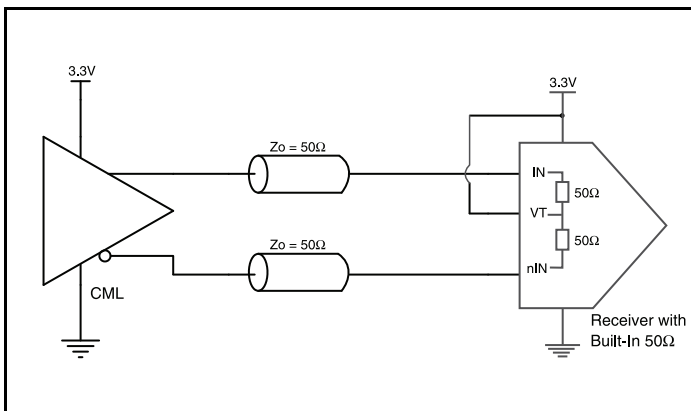 3.3V
3.3V
Zo = 50Ω
IN
50Ω
VT
50Ω
Zo = 50Ω
nIN
CML
Receiver with
Built-In 50Ω